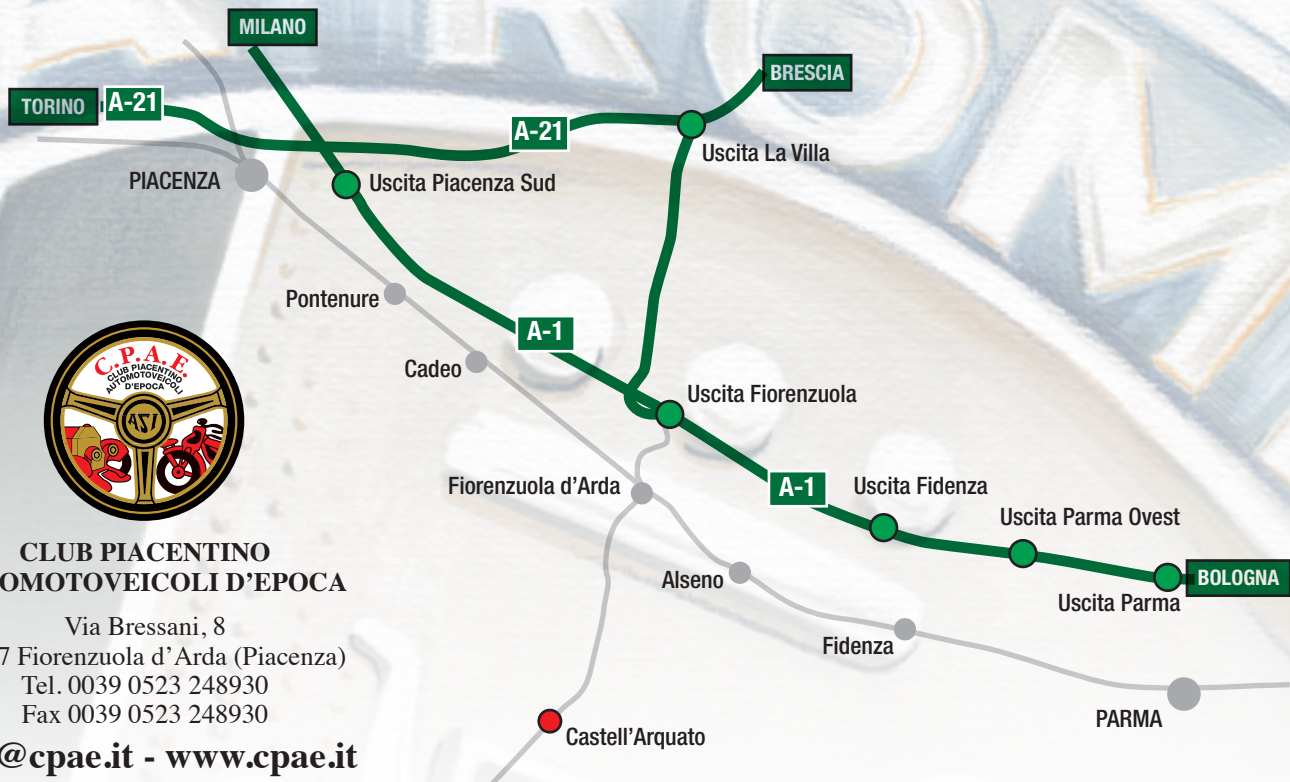 MILANO
BRESCIA
TORINO
A-21
A-21
Uscita La Villa
PIACENZA
Uscita Piacenza Sud
Pontenure
A-1
Cadeo
C.P.A.E.
CLUB PIACENTINO
AUTOMOTOVEICOLI
D'EPOCA
ASI
Uscita Fiorenzuola
Fiorenzuola d'Arda
A-1
Uscita Fidenza
Uscita Parma Ovest
BOLOGNA
Alseno
Uscita Parma
Fidenza
PARMA
Castell'Arquato
CLUB PIACENTINO
OMOTOVEICOLI D'EPOCA
Via Bressani, 8
7 Fiorenzuola d'Arda (Piacenza)
Tel. 0039 0523 248930
Fax 0039 0523 248930
@cpae.it - www.cpae.it